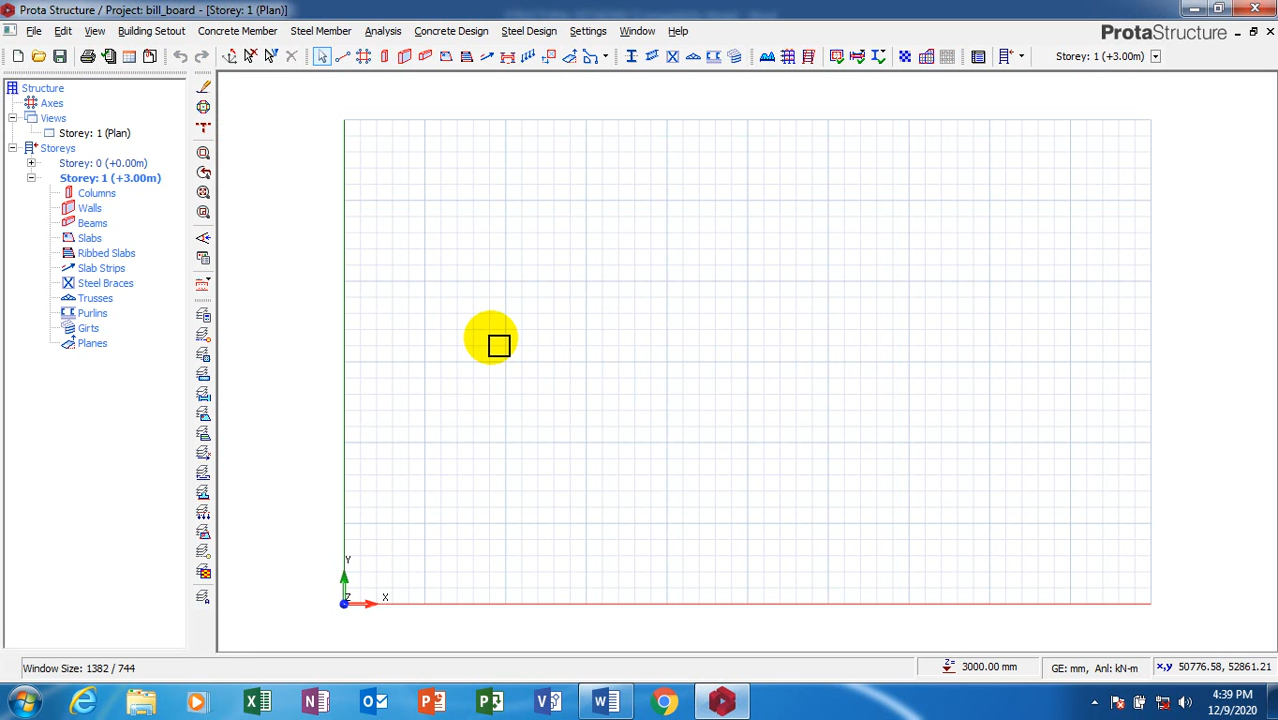 Prota Structure / Project: bill_board - [Storey: 1 (Plan)]
File Edit View Building Setout Concrete Member Steel Member Analysis Concrete Design Steel Design Settings Window Help
ProtaStructure
Storey: 1 (+3.00m)
Structure
Axes
Views
Storey: 1 (Plan)
Storeys
Storey: 0 (+0.00m)
Storey: 1 (+3.00m)
Columns
Walls
Beams
Slabs
Ribbed Slabs
Slab Strips
Steel Braces
Trusses
Purlins
Girts
Planes
Y
Z
X
Window Size: 1382 / 744
Z= 3000.00 mm
GE: mm, Anl: kN-m
x,y 50776.58, 52861.21
4:39 PM
12/9/2020